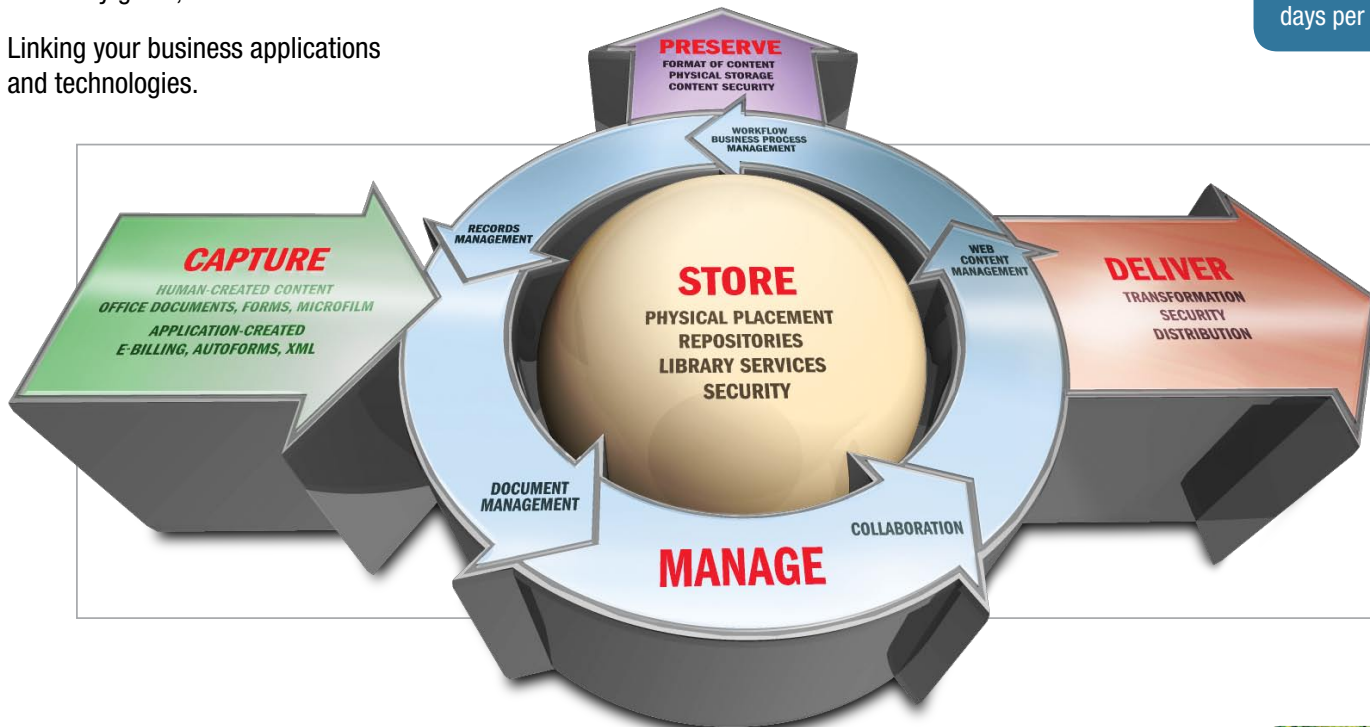 Linking your business applications
and technologies.
days per
PRESERVE
FORMAT OF CONTENT
PHYSICAL STORAGE
CONTENT SECURITY
WORKFLOW
BUSINESS PROCESS
MANAGEMENT
RECORDS
MANAGEMENT
WEB
CONTENT
MANAGEMENT
CAPTURE
HUMAN-CREATED CONTENT
OFFICE DOCUMENTS, FORMS, MICROFILM
APPLICATION-CREATED
E-BILLING, AUTOFORMS, XML
STORE
PHYSICAL PLACEMENT
REPOSITORIES
LIBRARY SERVICES
SECURITY
DELIVER
TRANSFORMATION
SECURITY
DISTRIBUTION
DOCUMENT
MANAGEMENT
COLLABORATION
MANAGE